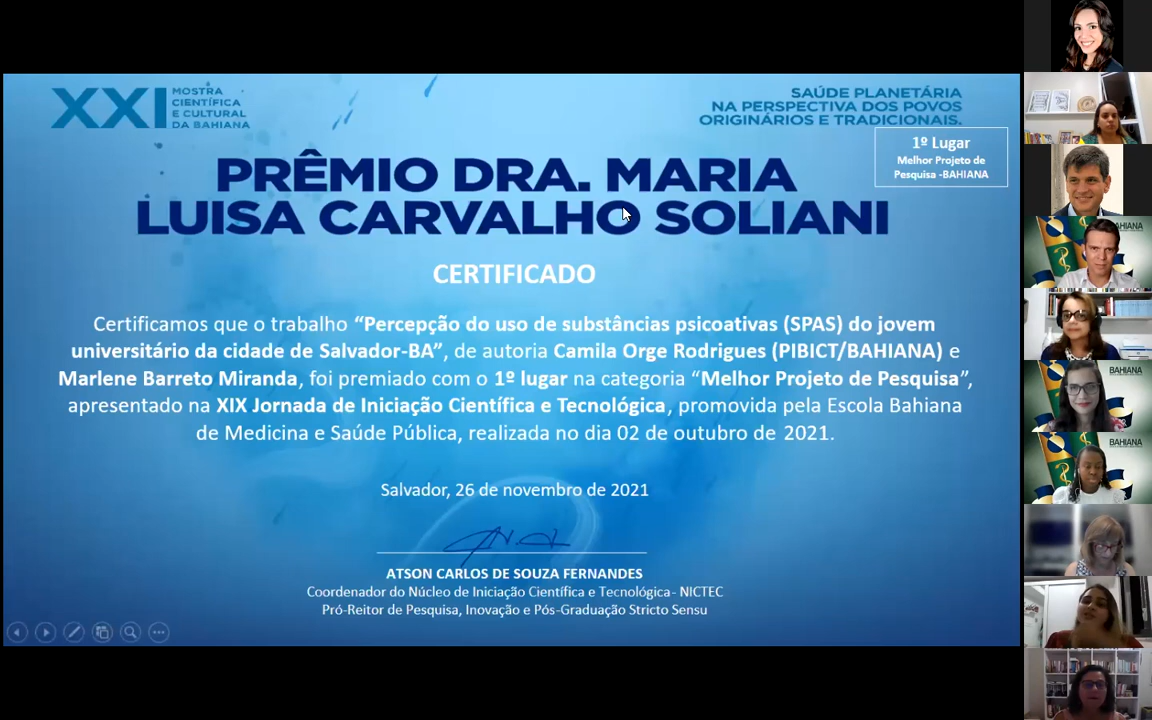 XXI MOSTRA
CIENTÍFICA
E CULTURAL
DA BAHIANA
SAÚDE PLANETÁRIA
NA PERSPECTIVA DOS POVOS
ORIGINÁRIOS E TRADICIONAIS.
1º Lugar
Melhor Projeto de
Pesquisa -BAHIANA
PRÊMIO DRA. MARIA
LUISA CARVALHO SOLIANI
CERTIFICADO
Certificamos que o trabalho “Percepção do uso de substâncias psicoativas (SPAS) do jovem
universitário da cidade de Salvador-BA”, de autoria Camila Orge Rodrigues (PIBICT/BAHIANA) e
Marlene Barreto Miranda, foi premiado com o 1º lugar na categoria “Melhor Projeto de Pesquisa”,
apresentado na XIX Jornada de Iniciação Científica e Tecnológica, promovida pela Escola Bahiana
de Medicina e Saúde Pública, realizada no dia 02 de outubro de 2021.
Salvador, 26 de novembro de 2021
ATSON CARLOS DE SOUZA FERNANDES
Coordenador do Núcleo de Iniciação Científica e Tecnológica - NICTEC
Pró-Reitor de Pesquisa, Inovação e Pós-Graduação Stricto Sensu
BAHIANA
BAHIANA